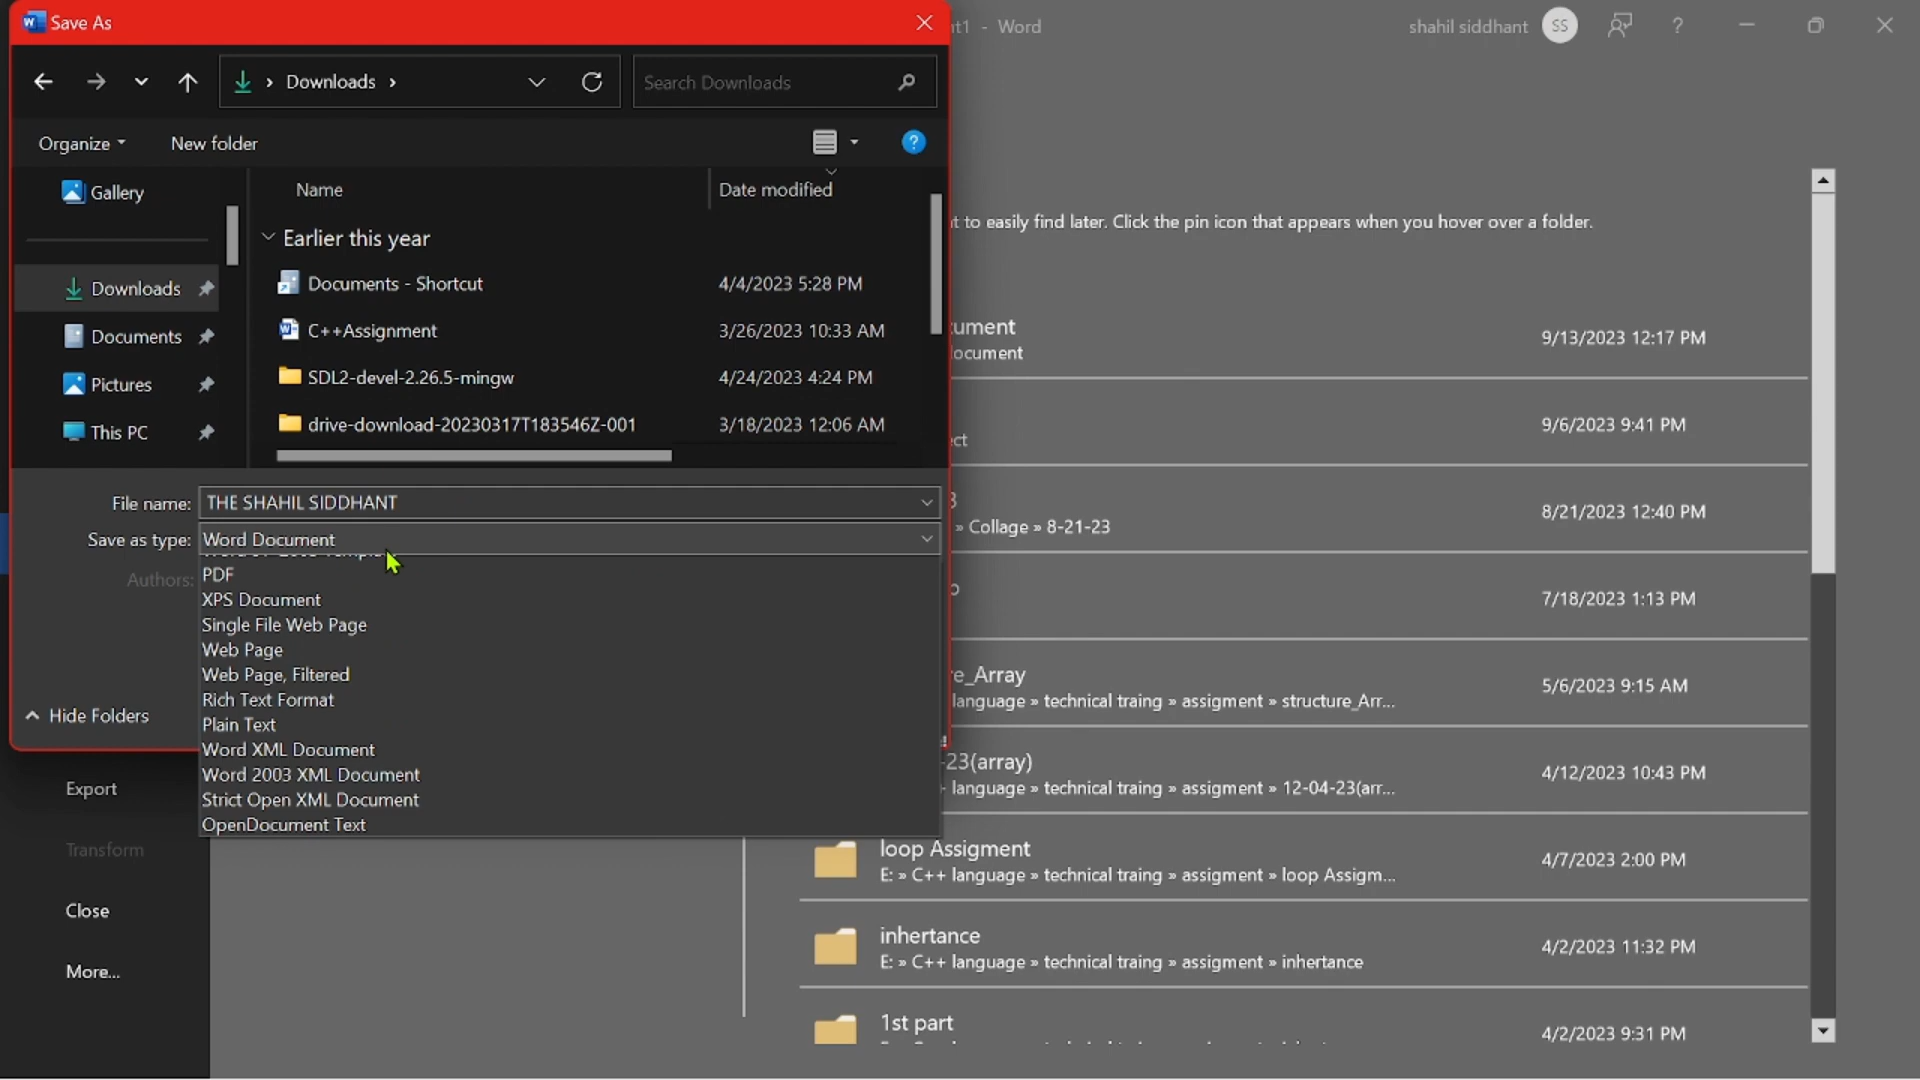 Save As
t1 - Word
shahil siddhant SS ?
Downloads
Search Downloads
Organize
New folder
?
Gallery
Name
Date modified
Earlier this year
Downloads
Documents - Shortcut
4/4/2023 5:28 PM
Documents
C++Assignment
3/26/2023 10:33 AM
Pictures
SDL2-devel-2.26.5-mingw
4/24/2023 4:24 PM
This PC
drive-download-20230317T183546Z-001
3/18/2023 12:06 AM
File name: THE SHAHIL SIDDHANT
Save as type: Word Document
Authors:
PDF
XPS Document
Single File Web Page
Web Page
Web Page, Filtered
Rich Text Format
Plain Text
Word XML Document
Word 2003 XML Document
Strict Open XML Document
OpenDocument Text
Hide Folders
Export
Transform
Close
More...
to easily find later. Click the pin icon that appears when you hover over a folder.
cument
9/13/2023 12:17 PM
ocument
9/6/2023 9:41 PM
ect
8/21/2023 12:40 PM
» Collage » 8-21-23
7/18/2023 1:13 PM
e_Array
5/6/2023 9:15 AM
language » technical traing » assigment » structure_Arr...
-23(array)
4/12/2023 10:43 PM
language » technical traing » assigment » 12-04-23(arr...
loop Assigment
4/7/2023 2:00 PM
E: » C++ language » technical traing » assigment » loop Assigm...
inhertance
4/2/2023 11:32 PM
E: » C++ language » technical traing » assigment » inhertance
1st part
4/2/2023 9:31 PM